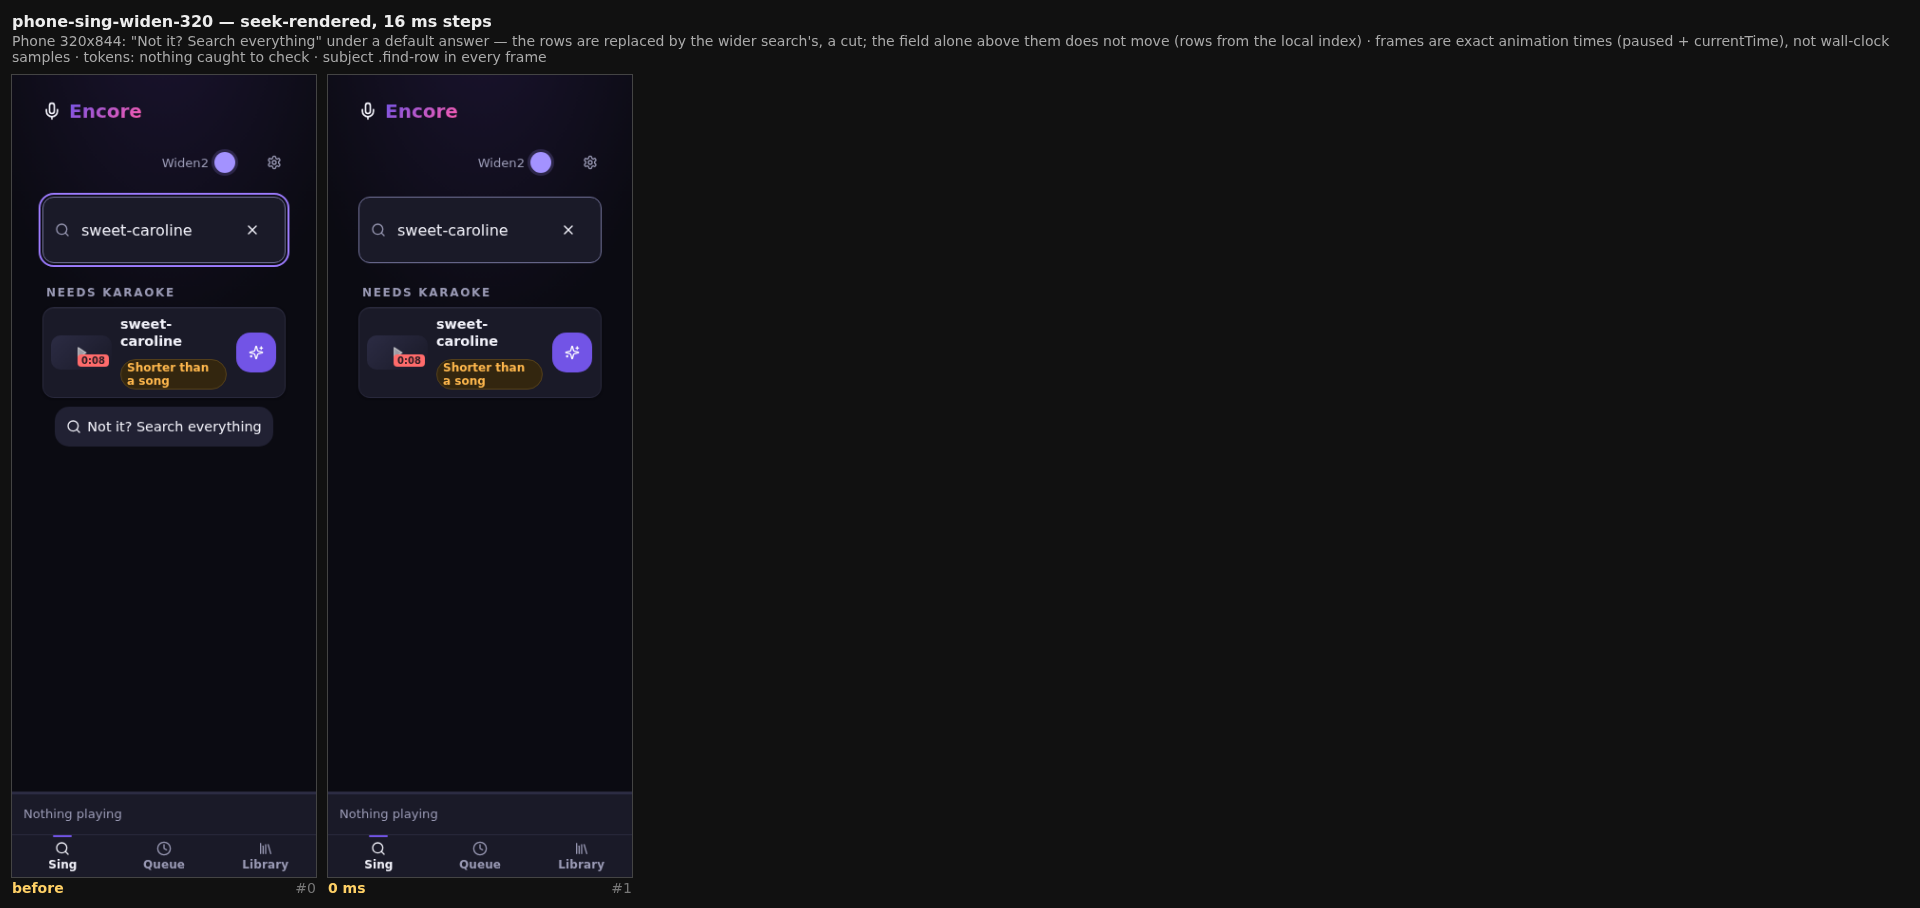 phone-sing-widen-320 — seek-rendered, 16 ms steps
Phone 320x844: "Not it? Search everything" under a default answer — the rows are replaced by the wider search's, a cut; the field alone above them does not move (rows from the local index) · frames are exact animation times (paused + currentTime), not wall-clock
samples · tokens: nothing caught to check · subject .find-row in every frame
Encore
Widen2
sweet-caroline
NEEDS KARAOKE
sweet-
caroline
0:08
Shorter than
a song
Not it? Search everything
Nothing playing
Sing
Queue
Library
before
#0
Encore
Widen2
sweet-caroline
NEEDS KARAOKE
sweet-
caroline
0:08
Shorter than
a song
Nothing playing
Sing
Queue
Library
0 ms
#1